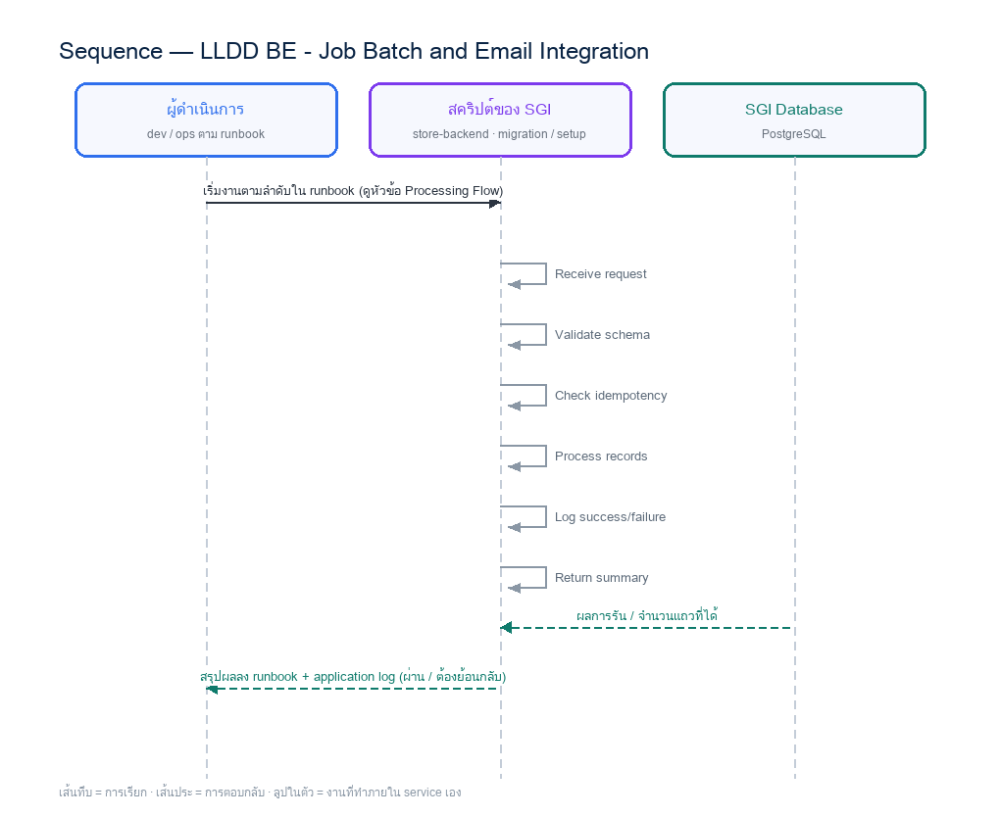 Sequence — LLDD BE - Job Batch and Email Integration
ผู้ดำเนินการ
dev / ops ตาม runbook
สคริปต์ของ SGI
store-backend · migration / setup
SGI Database
PostgreSQL
เริ่มงานตามลำดับใน runbook (ดูหัวข้อ Processing Flow)
Receive request
Validate schema
Check idempotency
Process records
Log success/failure
Return summary
ผลการรัน / จำนวนแถวที่ได้
สรุปผลลง runbook + application log (ผ่าน / ต้องย้อนกลับ)
เส้นทึบ = การเรียก · เส้นประ = การตอบกลับ · ลูปในตัว = งานที่ทำภายใน service เอง